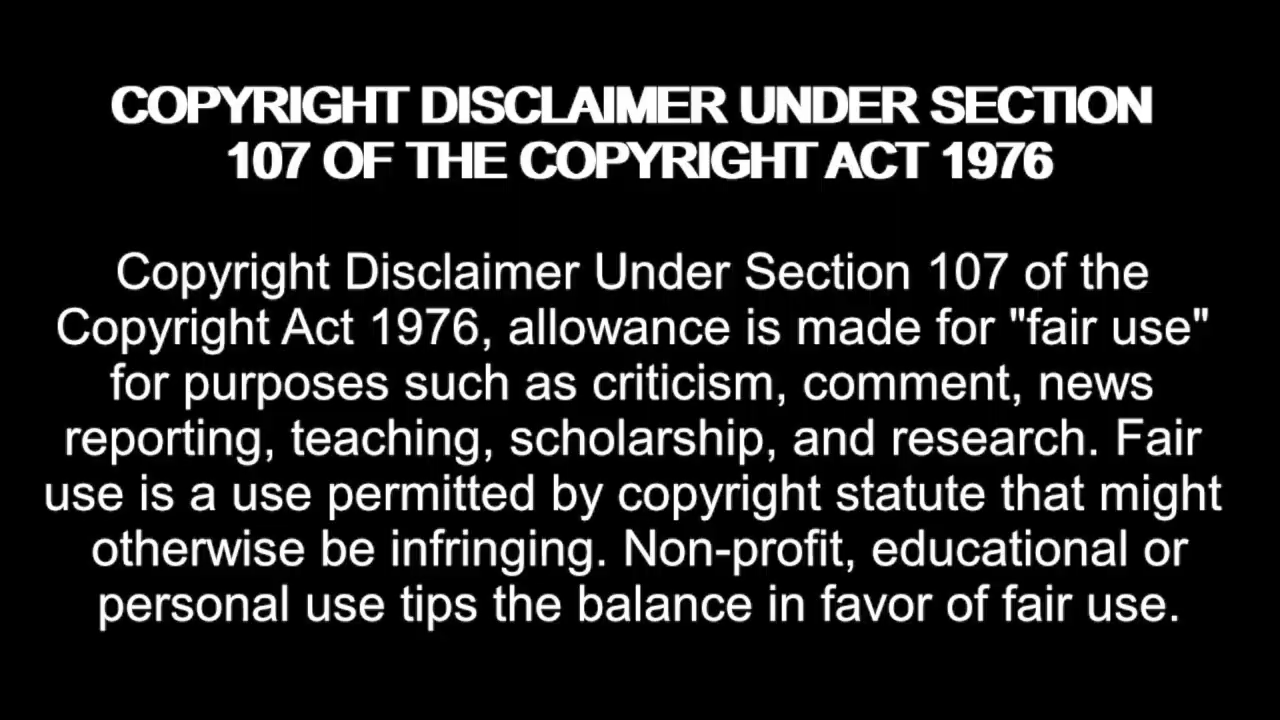 COPYRIGHT DISCLAIMER UNDER SECTION
107 OF THE COPYRIGHT ACT 1976
Copyright Disclaimer Under Section 107 of the
Copyright Act 1976, allowance is made for "fair use"
for purposes such as criticism, comment, news
reporting, teaching, scholarship, and research. Fair
use is a use permitted by copyright statute that might
otherwise be infringing. Non-profit, educational or
personal use tips the balance in favor of fair use.